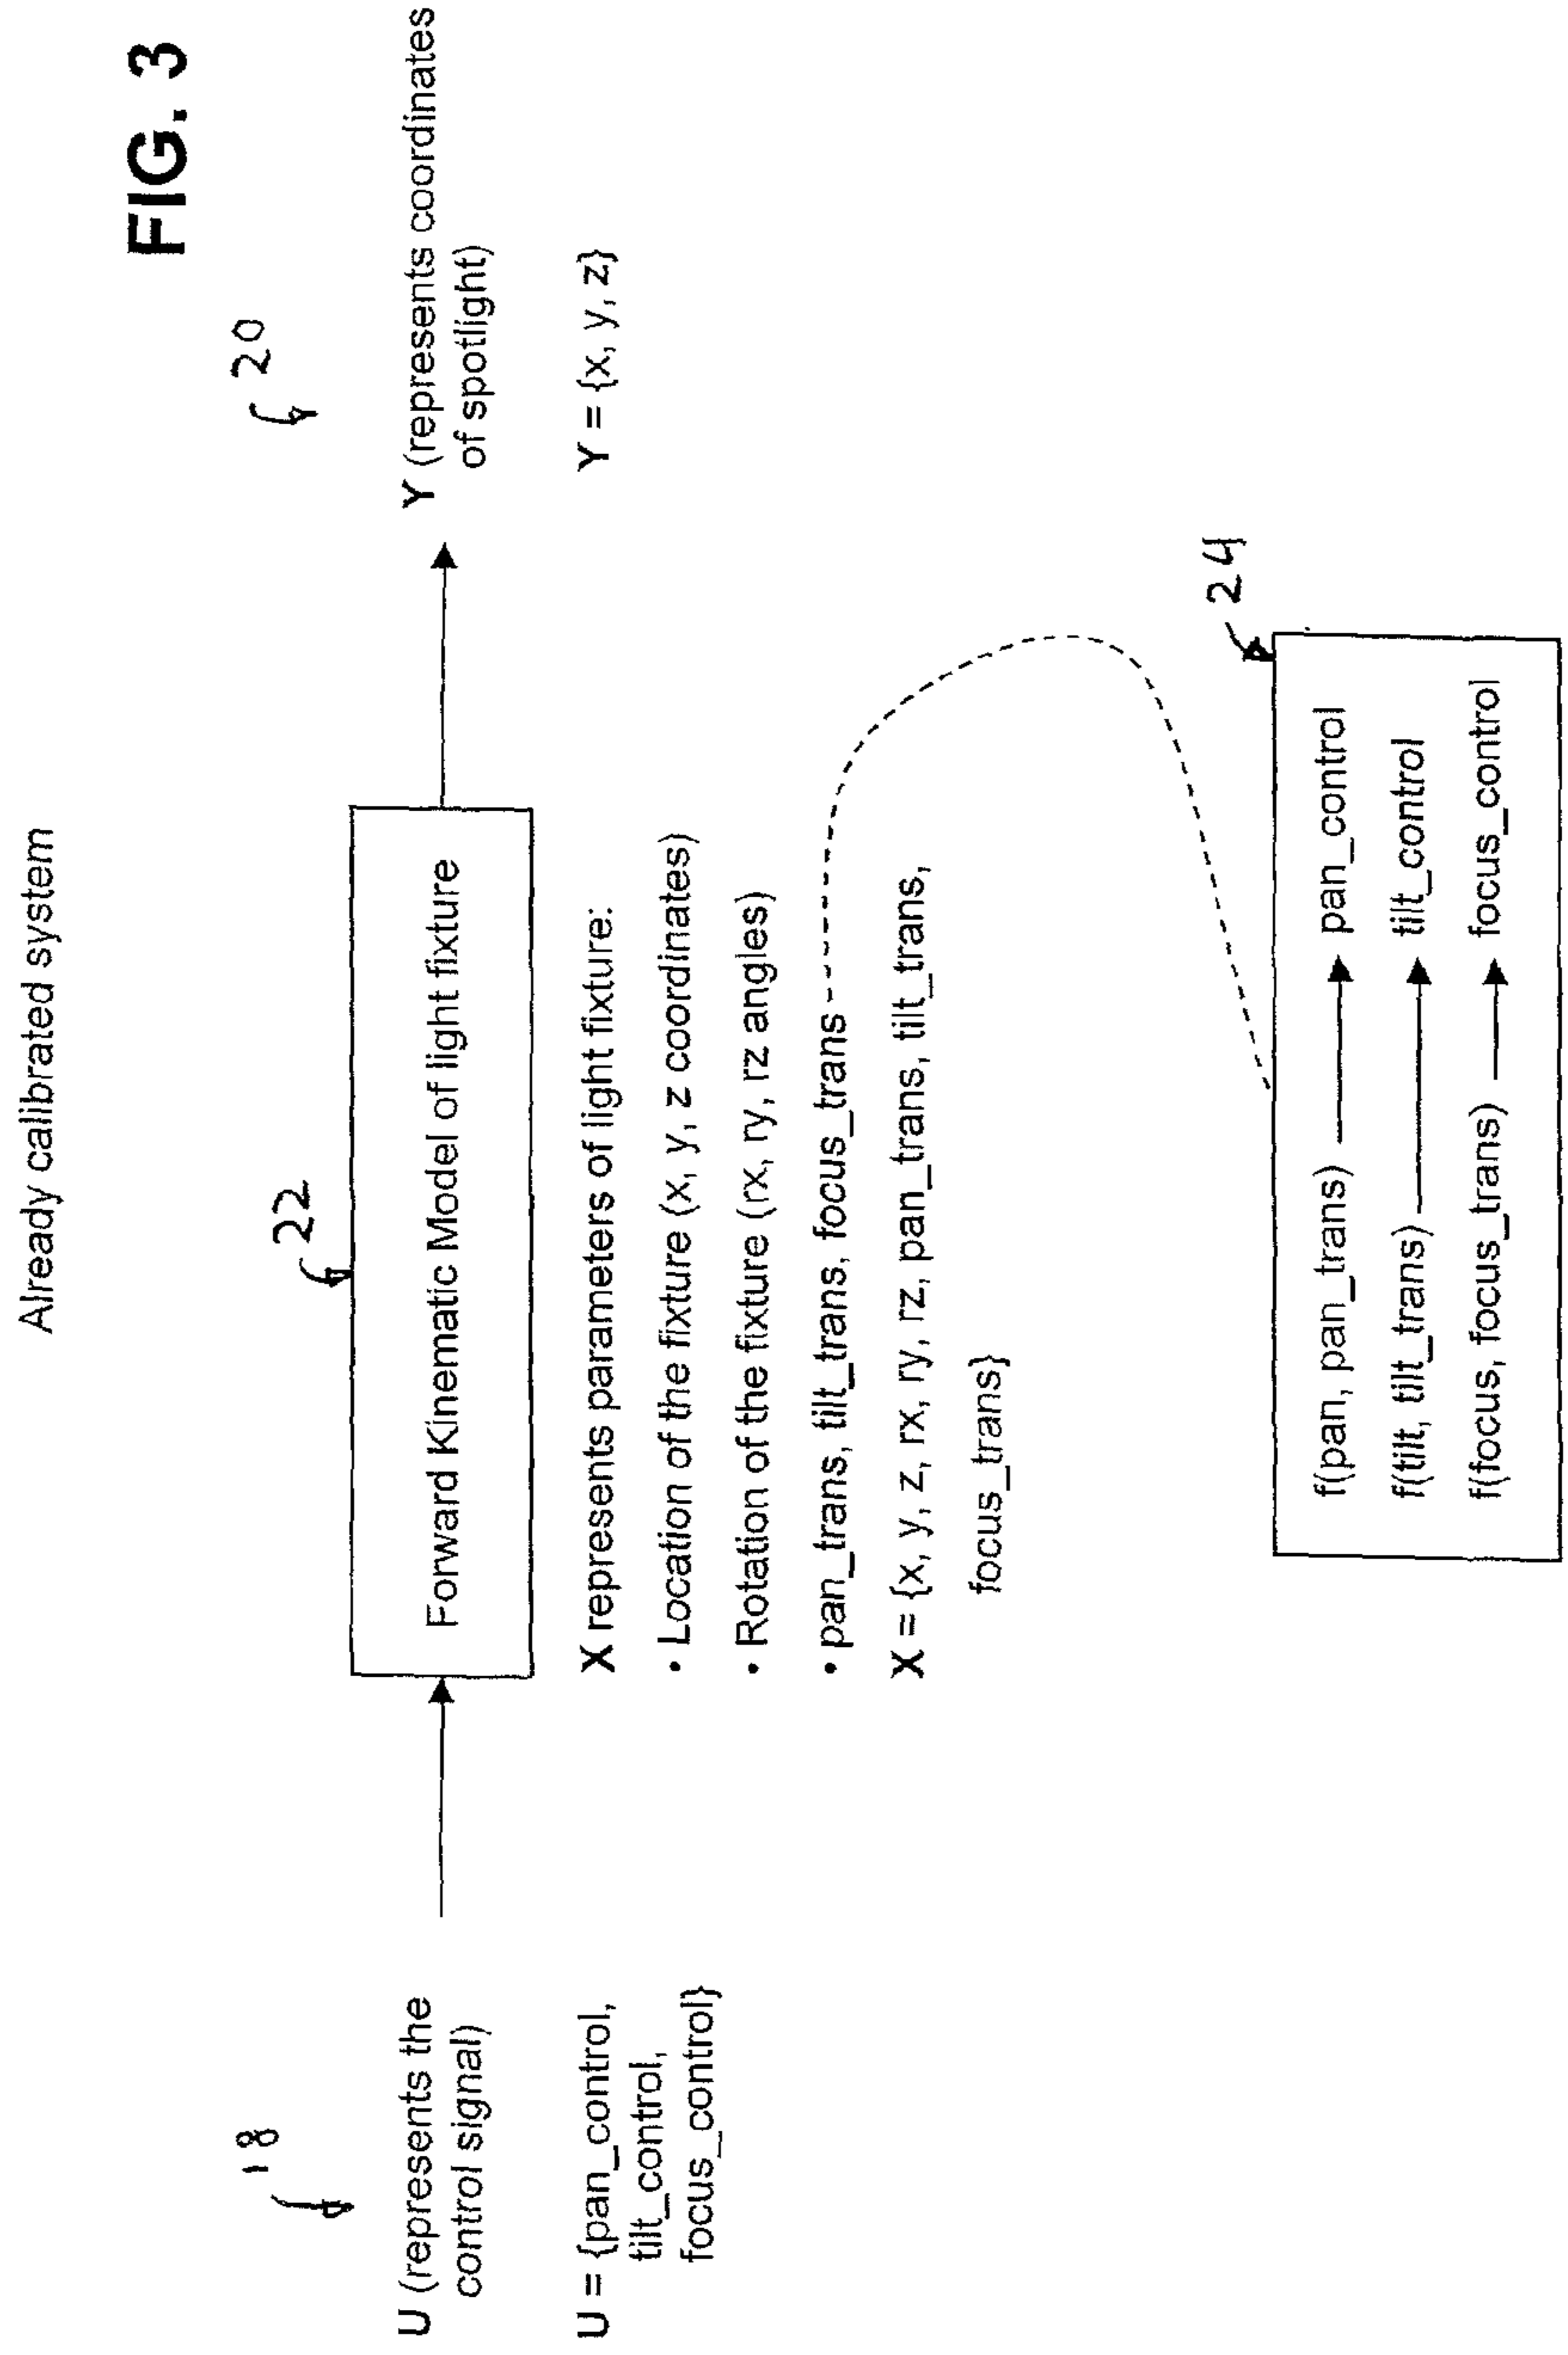 Already calibrated system
FIG. 3
18
U (represents the
control signal)
U = {pan_control,
tilt_control,
focus_control}
22
Forward Kinematic Model of light fixture
X represents parameters of light fixture:
• Location of the fixture (x, y, z coordinates)
• Rotation of the fixture (rx, ry, rz angles)
• pan_trans, tilt_trans, focus_trans
X = {x, y, z, rx, ry, rz, pan_trans, tilt_trans,
focus_trans}
20
Y (represents coordinates
of spotlight)
Y = {x, y, z}
24
f(pan, pan_trans) → pan_control
f(tilt, tilt_trans) → tilt_control
f(focus, focus_trans) → focus_control